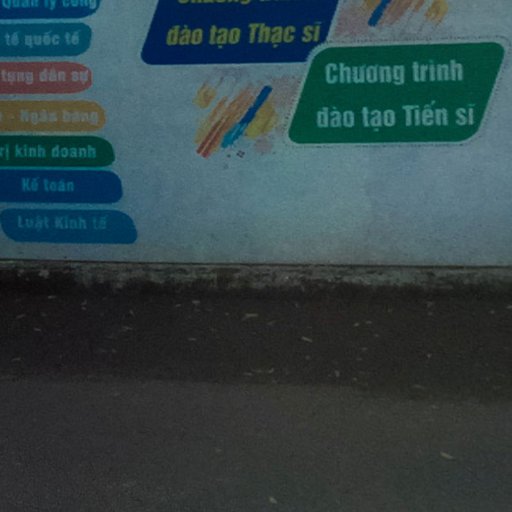 Quản lý công
tế quốc tế
tụng dân sự
- Ngân hàng
rị kinh doanh
Kế toán
Luật Kinh tế
đào tạo Thạc sĩ
Chương trình
đào tạo Tiến sĩ